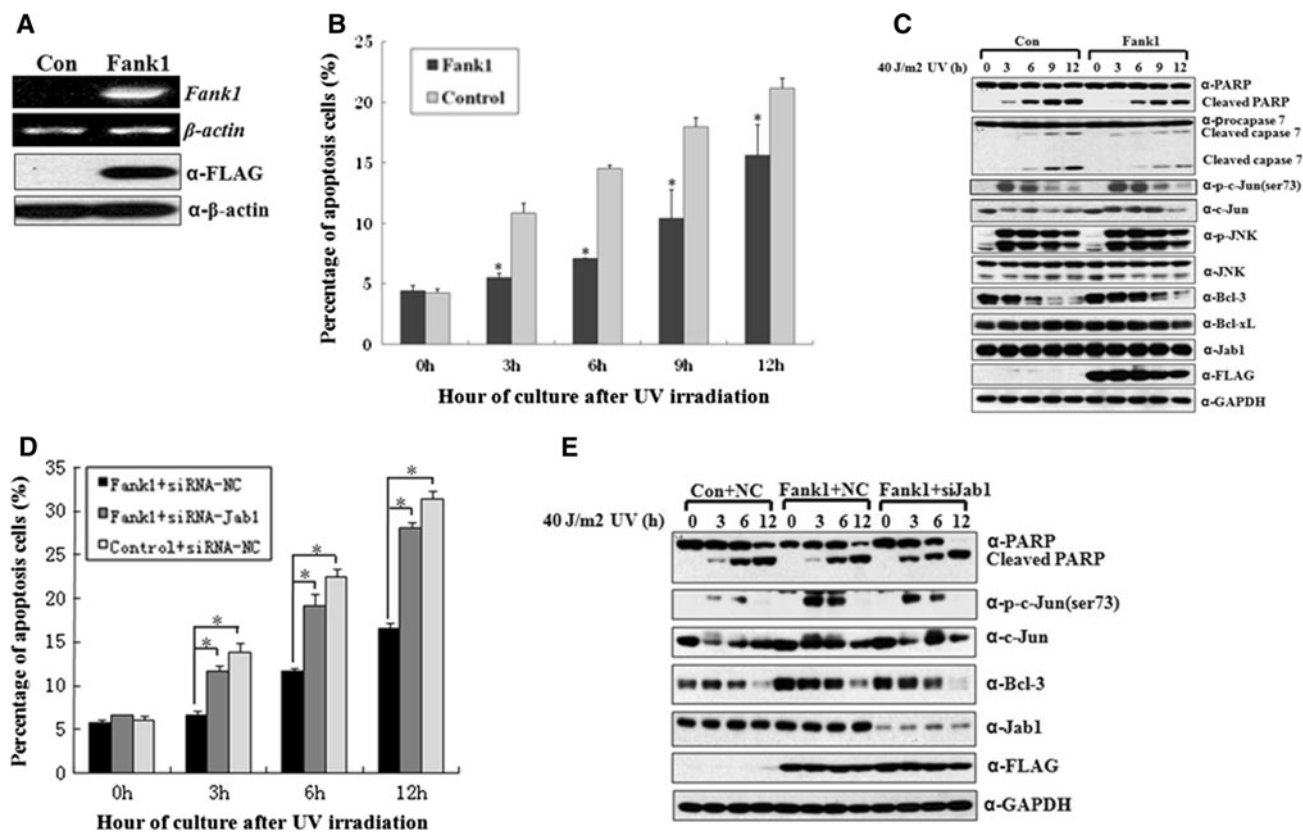 A
Con Fank1
Fank1
β-actin
α-FLAG
α-β-actin
B
Percentage of apoptosis cells (%)
25
20
15
10
5
0
Fank1
Control
*
*
*
*
0h 3h 6h 9h 12h
Hour of culture after UV irradiation
C
Con Fank1
40 J/m2 UV (h) 0 3 6 9 12 0 3 6 9 12
α-PARP
Cleaved PARP
α-procapase 7
Cleaved capase 7
Cleaved capase 7
α-p-c-Jun(ser73)
α-c-Jun
α-p-JNK
α-JNK
α-Bcl-3
α-Bcl-xL
α-Jab1
α-FLAG
α-GAPDH
D
Percentage of apoptosis cells (%)
35
30
25
20
15
10
5
0
Fank1+siRNA-NC
Fank1+siRNA-Jab1
Control+siRNA-NC
*
*
*
*
*
*
0h 3h 6h 12h
Hour of culture after UV irradiation
E
Con+NC Fank1+NC Fank1+siJab1
40 J/m2 UV (h) 0 3 6 12 0 3 6 12 0 3 6 12
α-PARP
Cleaved PARP
α-p-c-Jun(ser73)
α-c-Jun
α-Bcl-3
α-Jab1
α-FLAG
α-GAPDH